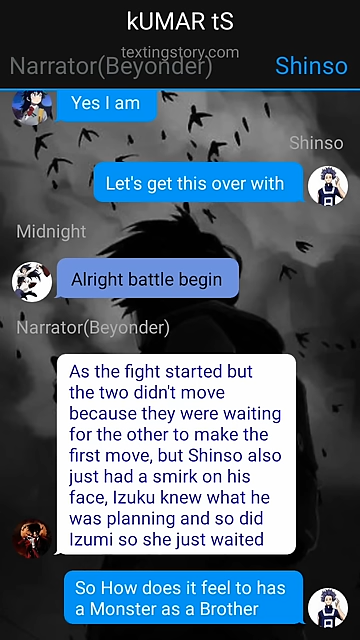 kUMAR tS
textingstory.com
Narrator(Beyonder)
Shinso
Yes I am
Shinso
Let's get this over with
Midnight
Alright battle begin
Narrator(Beyonder)
As the fight started but
the two didn't move
because they were waiting
for the other to make the
first move, but Shinso also
just had a smirk on his
face, Izuku knew what he
was planning and so did
Izumi so she just waited
So How does it feel to has
a Monster as a Brother